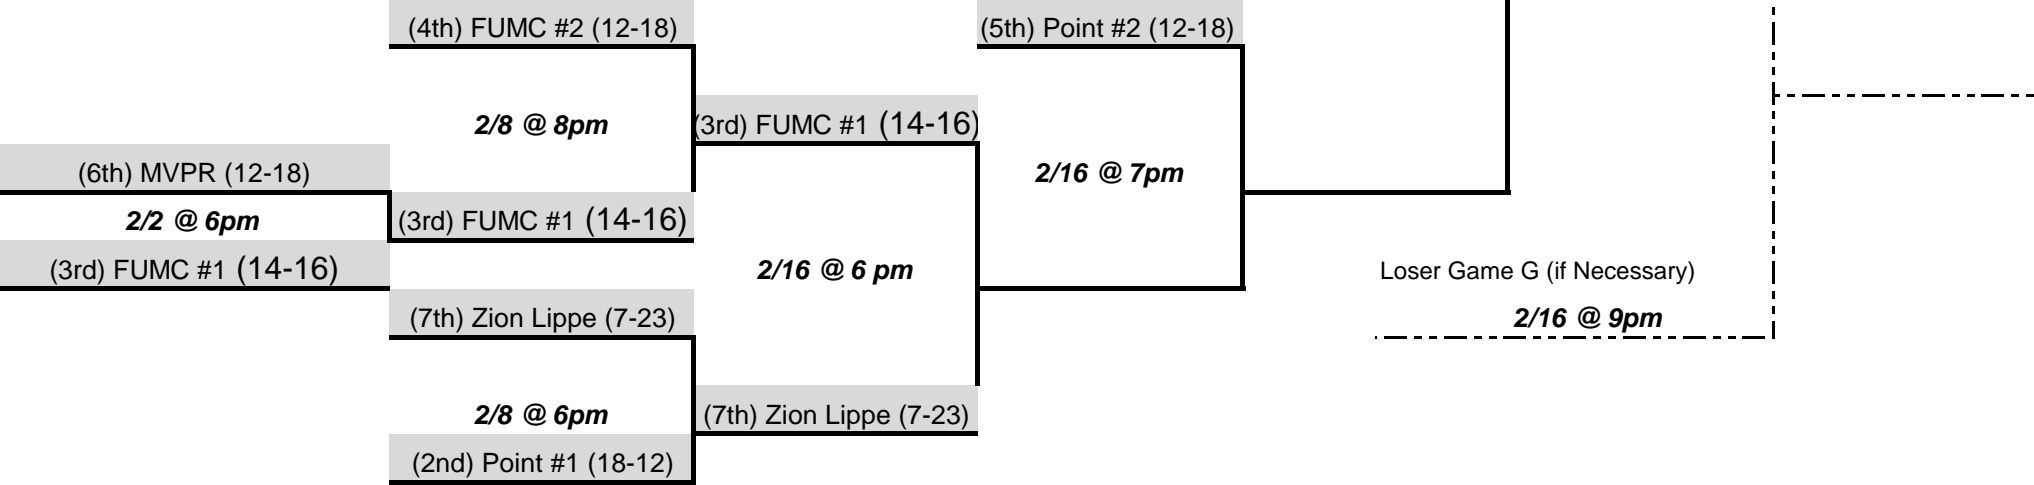 (4th) FUMC #2 (12-18)
(5th) Point #2 (12-18)
2/8 @ 8pm
(3rd) FUMC #1 (14-16)
(6th) MVPR (12-18)
2/16 @ 7pm
2/2 @ 6pm
(3rd) FUMC #1 (14-16)
(3rd) FUMC #1 (14-16)
2/16 @ 6 pm
Loser Game G (if Necessary)
(7th) Zion Lippe (7-23)
2/16 @ 9pm
2/8 @ 6pm
(7th) Zion Lippe (7-23)
(2nd) Point #1 (18-12)